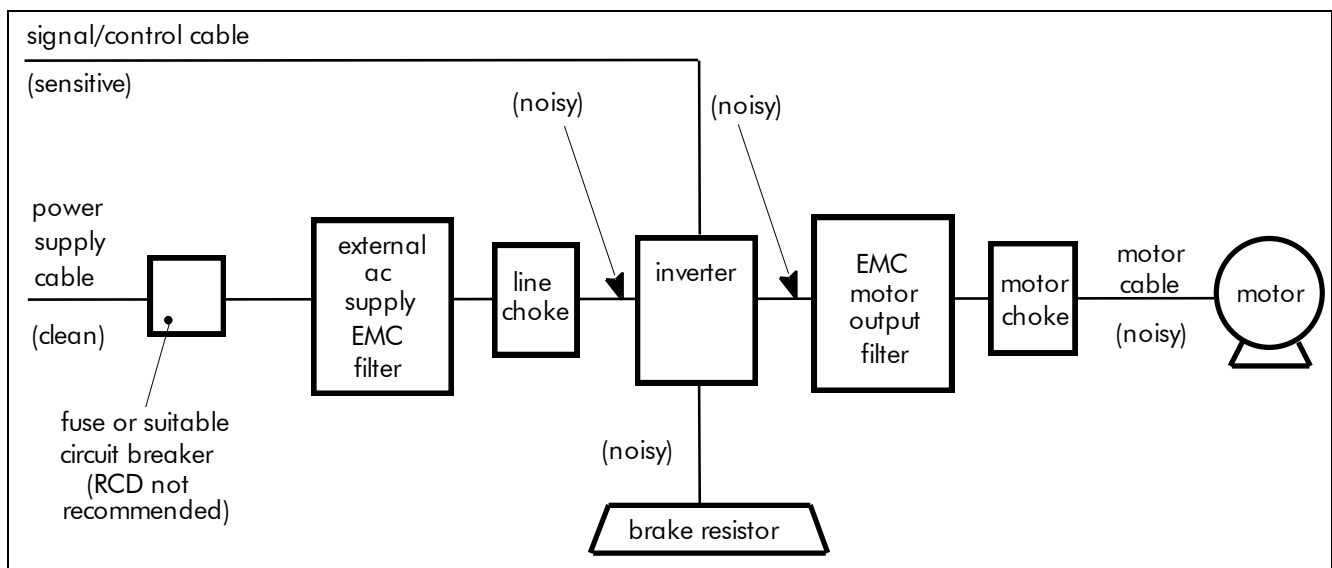 signal/control cable
(sensitive)
(noisy)
(noisy)
power
supply
cable
(clean)
fuse or suitable
circuit breaker
(RCD not
recommended)
external
ac
supply
EMC
filter
line
choke
inverter
(noisy)
brake resistor
EMC
motor
output
filter
motor
choke
motor
cable
(noisy)
motor